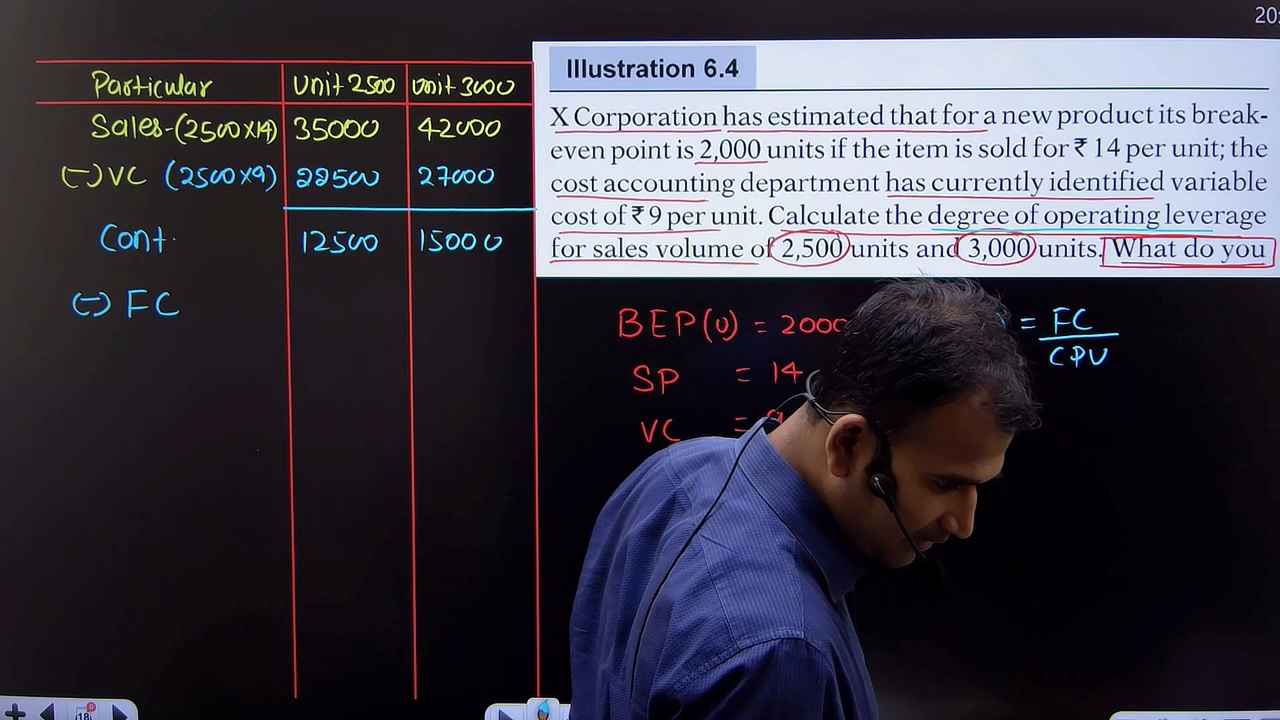 20:
Particular Unit 2500 Unit 3000
Sales-(2500×14) 35000 42000
(-) VC (2500×9) 22500 27000
Cont. 12500 15000
(-) FC
Illustration 6.4
X Corporation has estimated that for a new product its break-
even point is 2,000 units if the item is sold for ₹ 14 per unit; the
cost accounting department has currently identified variable
cost of ₹ 9 per unit. Calculate the degree of operating leverage
for sales volume of 2,500 units and 3,000 units. What do you
BEP(U) = 2000 = FC
CPU
SP = 14
VC = 9
18